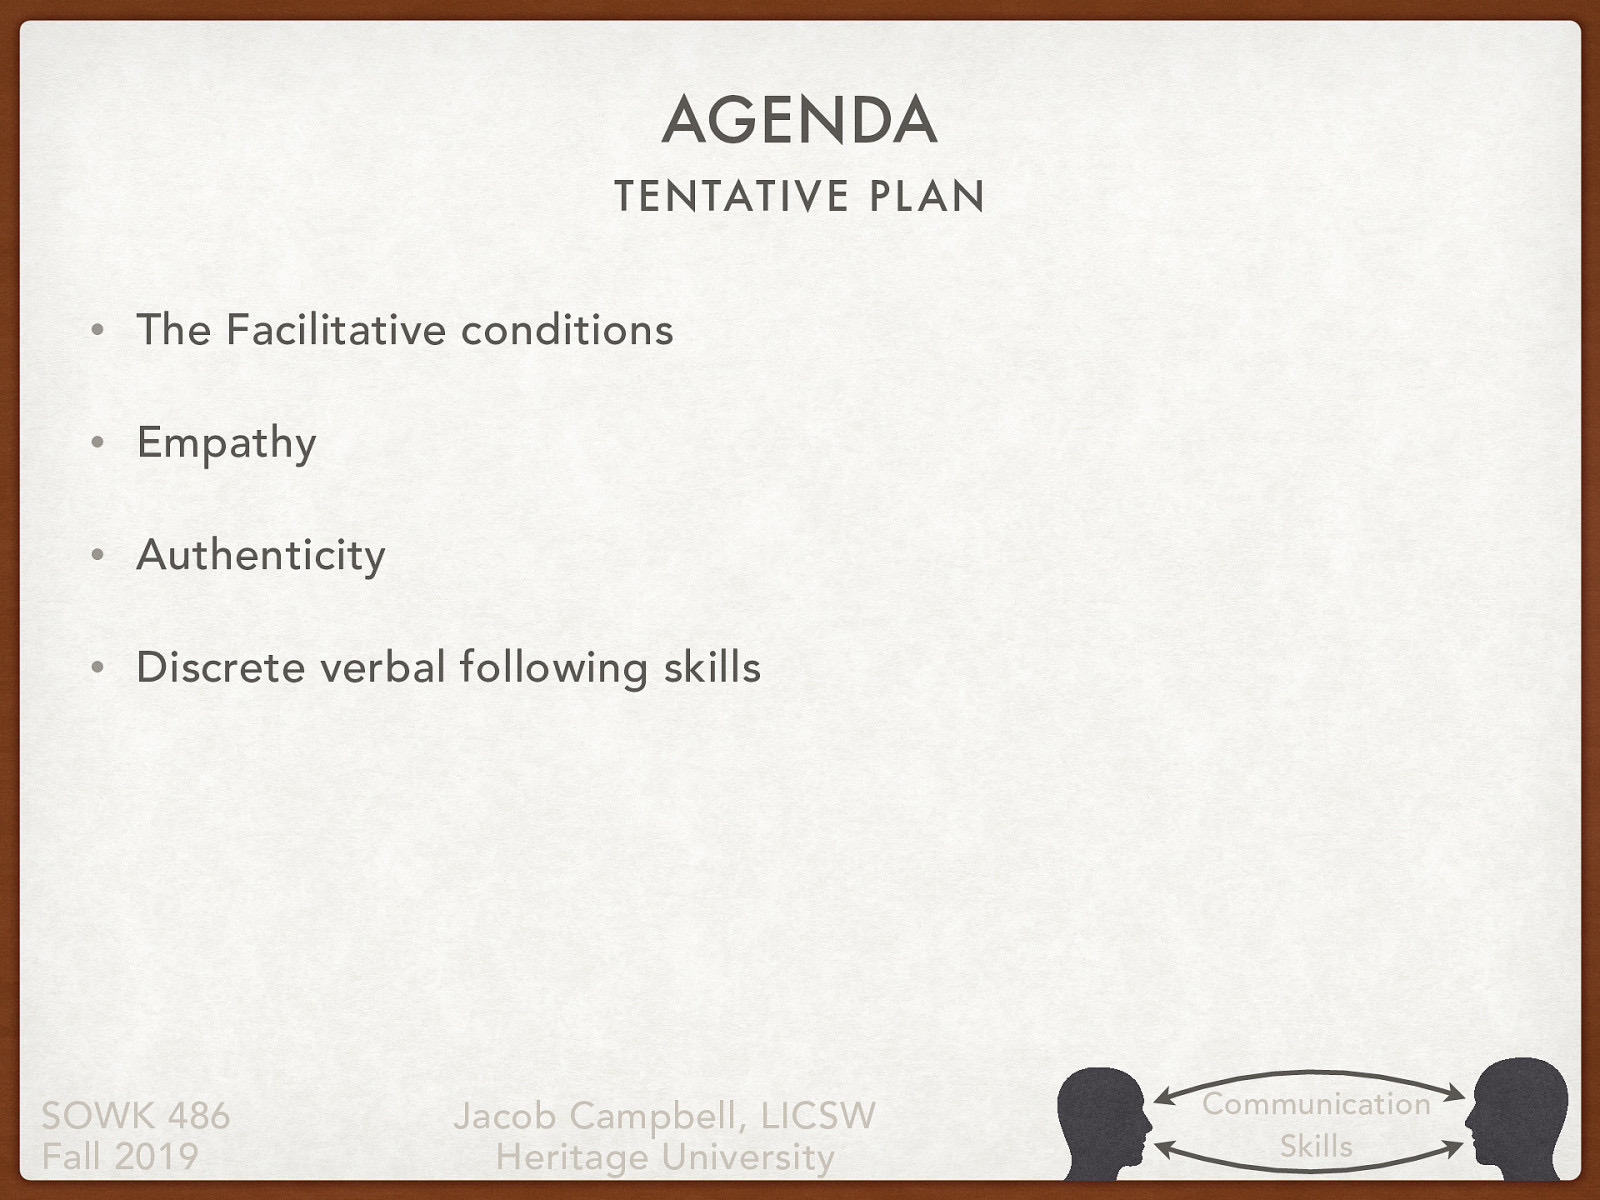 AGENDA
TENTATIVE PLAN
• The Facilitative conditions
• Empathy
• Authenticity
• Discrete verbal following skills
SOWK 486
Fall 2019
Jacob Campbell, LICSW
Heritage University
Communication
Skills